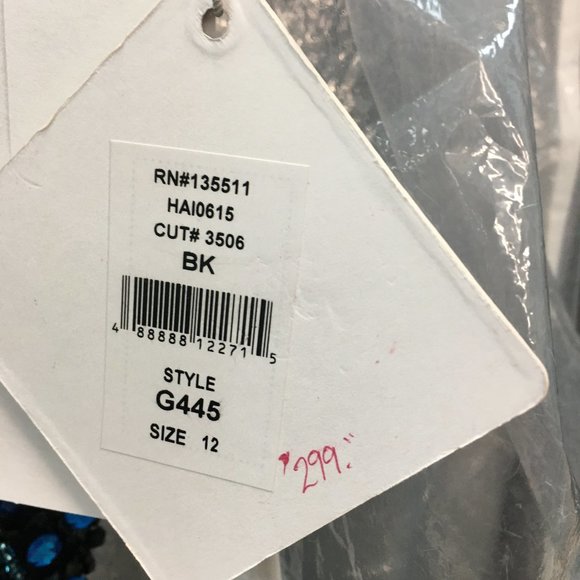 RN#135511
HAI0615
CUT# 3506
BK
4 88888 12271 5
STYLE
G445
SIZE 12
$299.